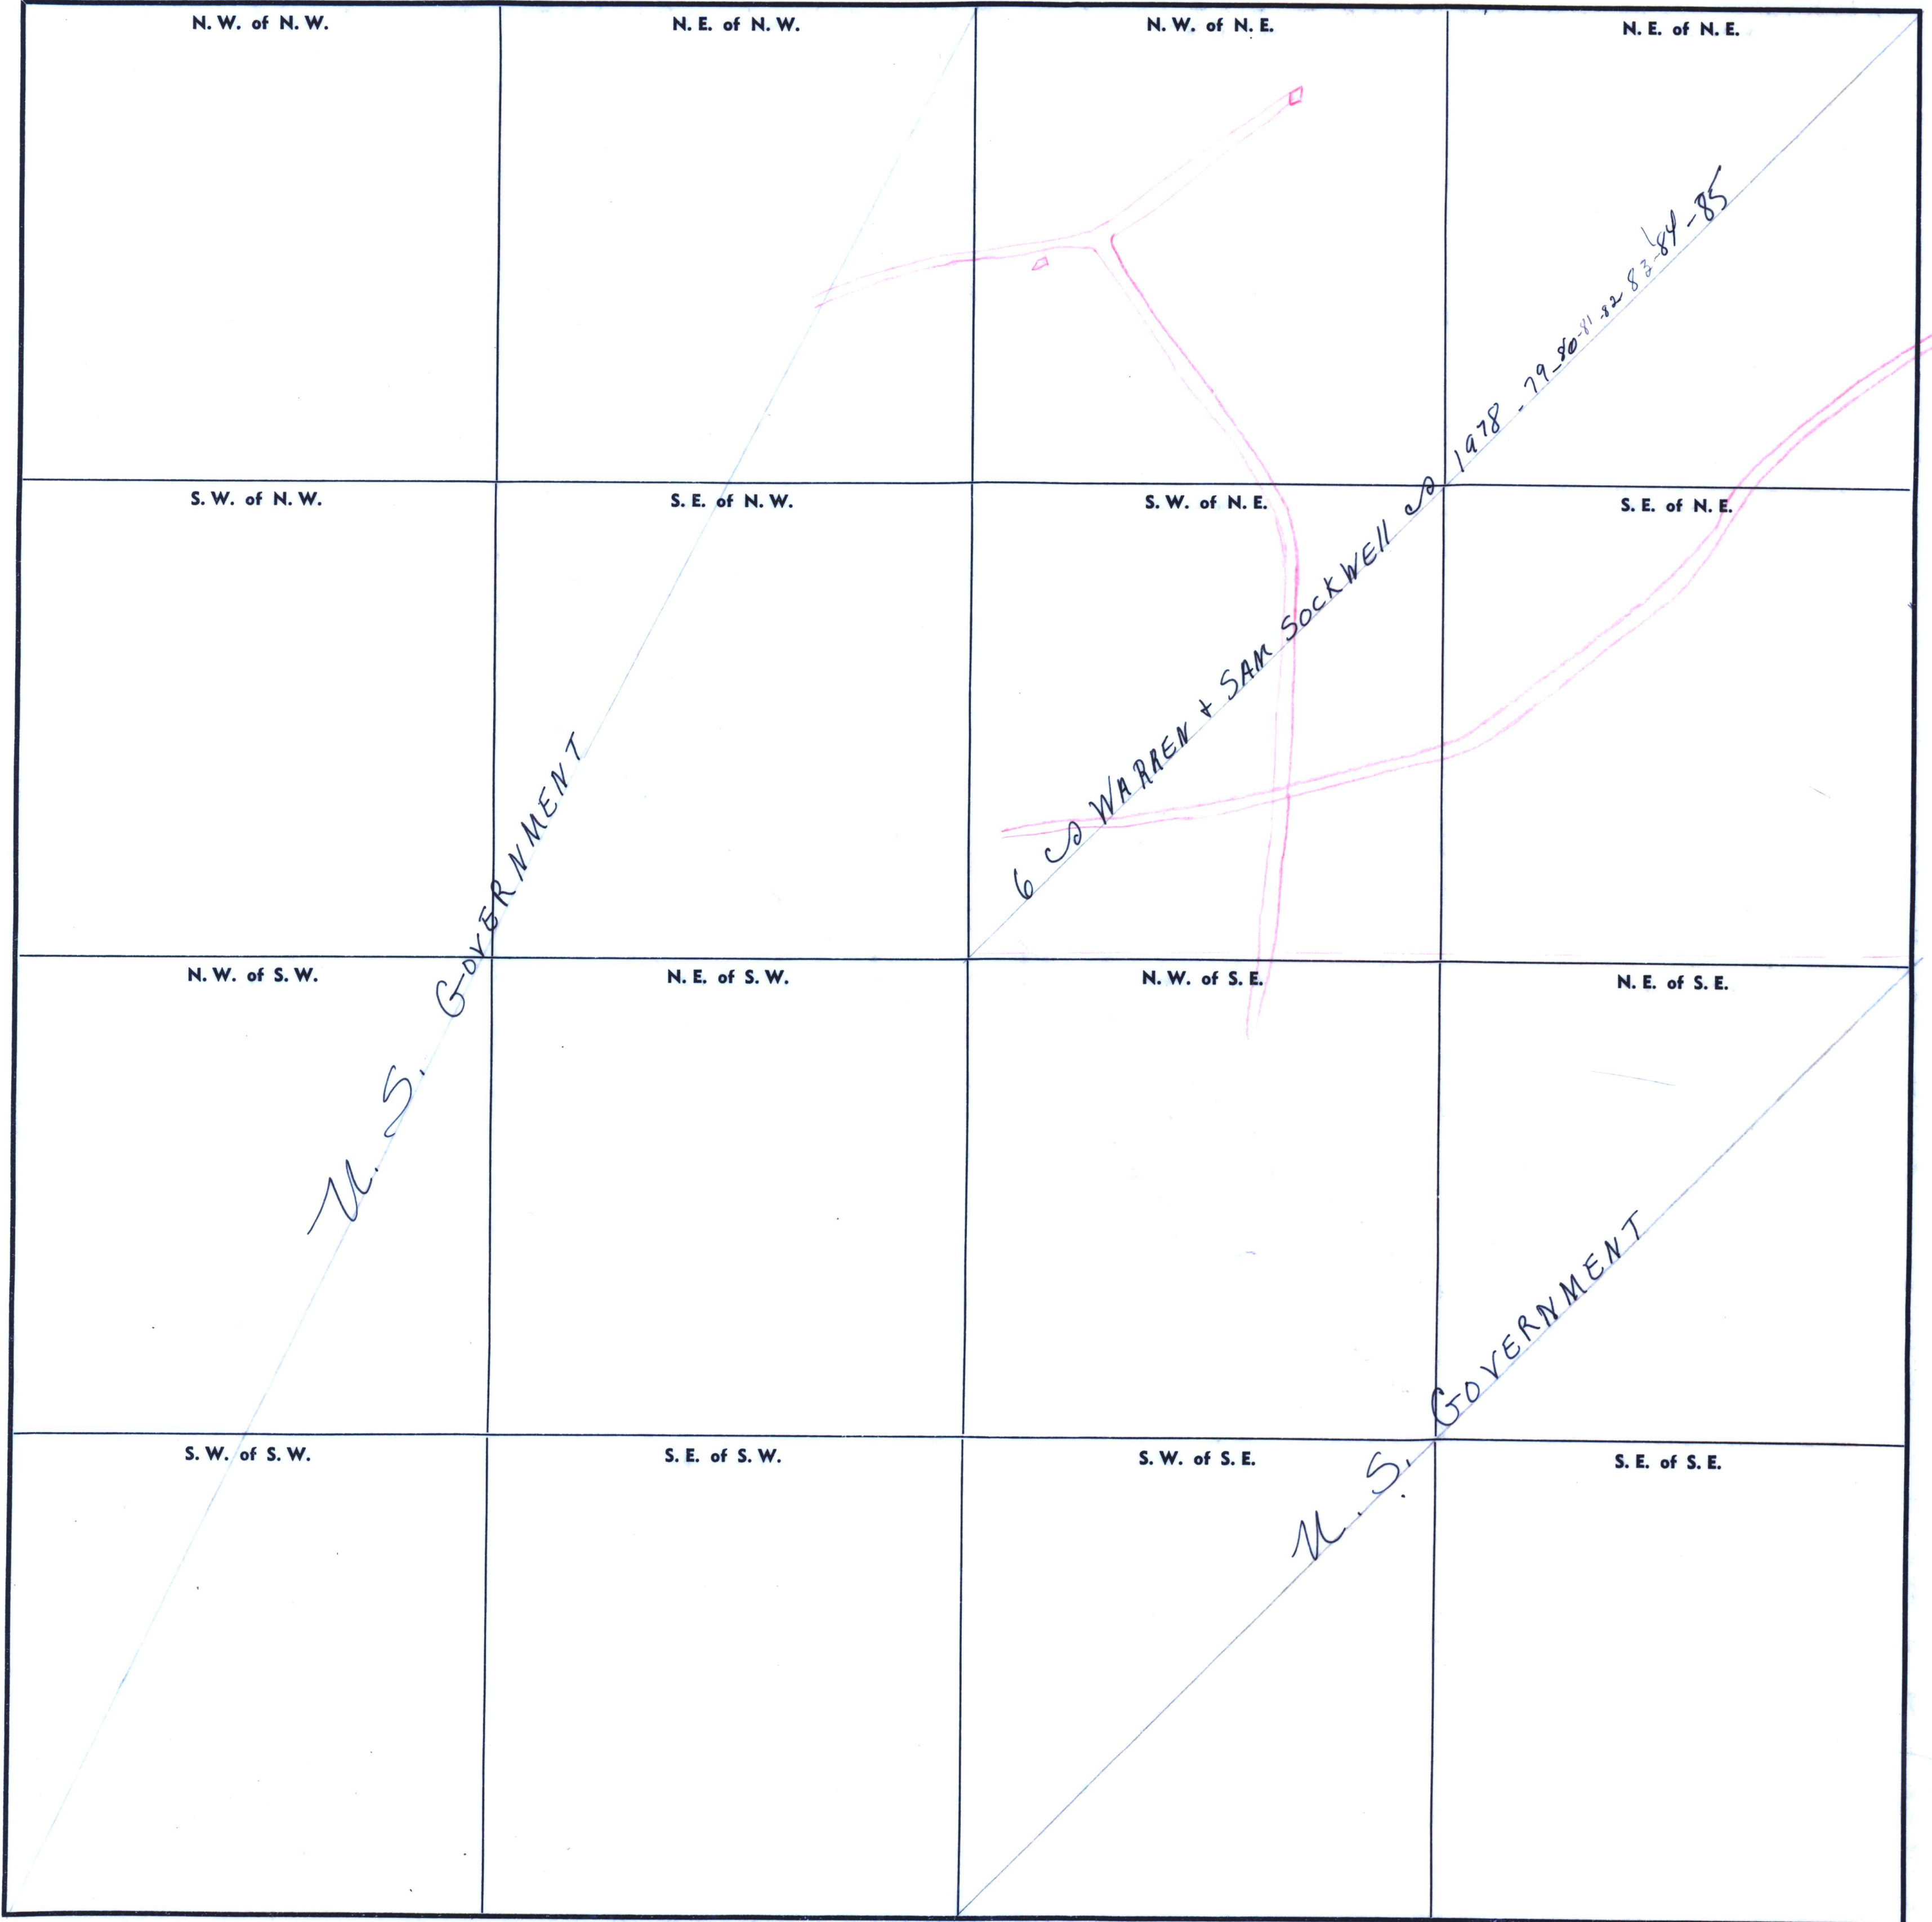 N. W. of N. W.
N. E. of N. W.
N. W. of N. E.
N. E. of N. E.
S. W. of N. W.
S. E. of N. W.
S. W. of N. E.
S. E. of N. E.
6 WARREN & SAM SOCKWELL 1978 - 79-80-81-82-83-84-85
U. S. GOVERNMENT
N. W. of S. W.
N. E. of S. W.
N. W. of S. E.
N. E. of S. E.
U. S. GOVERNMENT
S. W. of S. W.
S. E. of S. W.
S. W. of S. E.
S. E. of S. E.